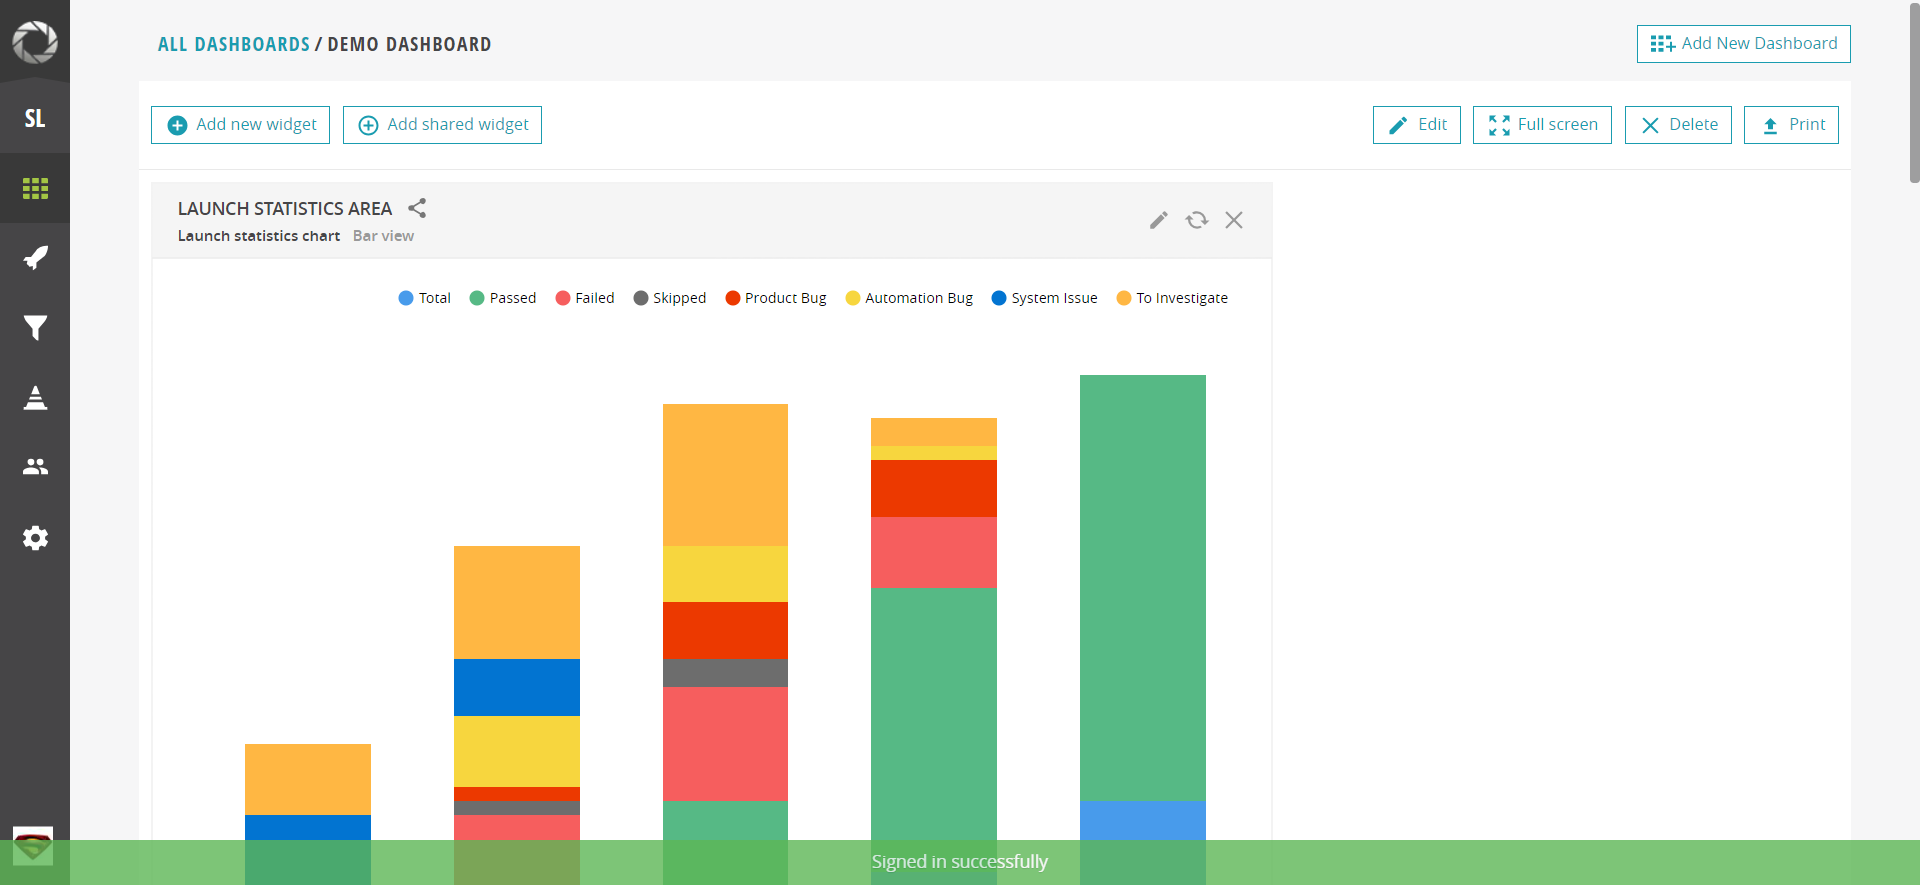 ALL DASHBOARDS / DEMO DASHBOARD
Add New Dashboard
SL
Add new widget
Add shared widget
Edit
Full screen
Delete
Print
LAUNCH STATISTICS AREA
Launch statistics chart Bar view
Total Passed Failed Skipped Product Bug Automation Bug System Issue To Investigate
Signed in successfully